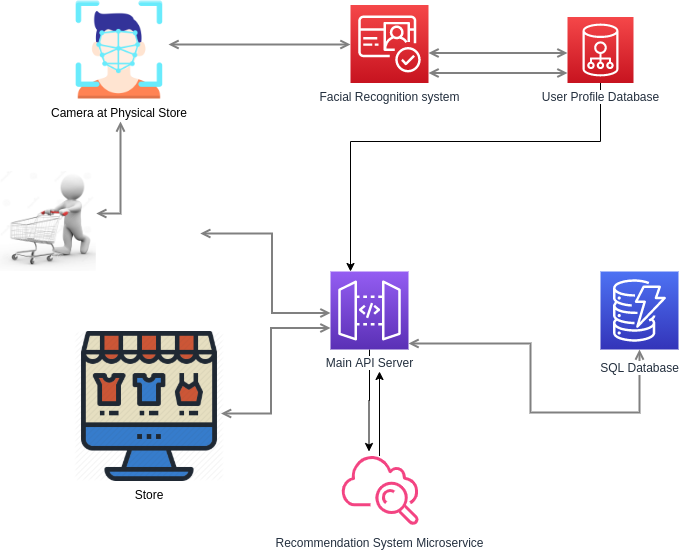 Camera at Physical Store
Facial Recognition system
User Profile Database
Main API Server
SQL Database
Store
Recommendation System Microservice